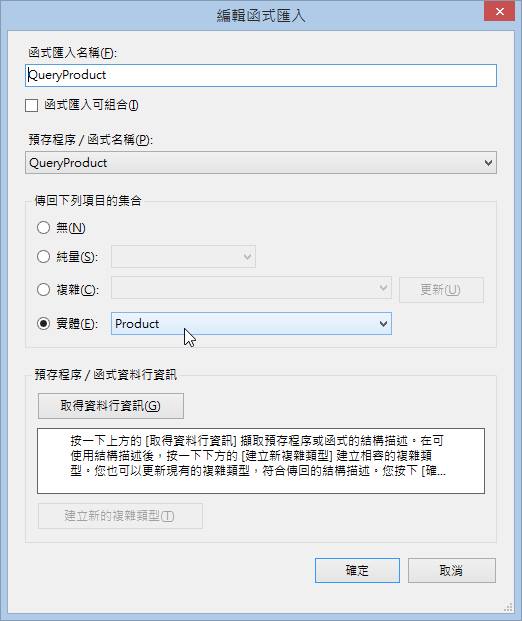 編輯函式匯入
函式匯入名稱(F):
QueryProduct
函式匯入可組合(I)
預存程序 / 函式名稱(P):
QueryProduct
傳回下列項目的集合
無(N)
純量(S):
複雜(C):
更新(U)
實體(E):
Product
預存程序 / 函式資料行資訊
取得資料行資訊(G)
按一下上方的 [取得資料行資訊] 擷取預存程序或函式的結構描述。在可
使用結構描述後，按一下下方的 [建立新複雜類型] 建立相容的複雜類
型。您也可以更新現有的複雜類型，符合傳回的結構描述。您按下 [確...
建立新的複雜類型(T)
確定
取消